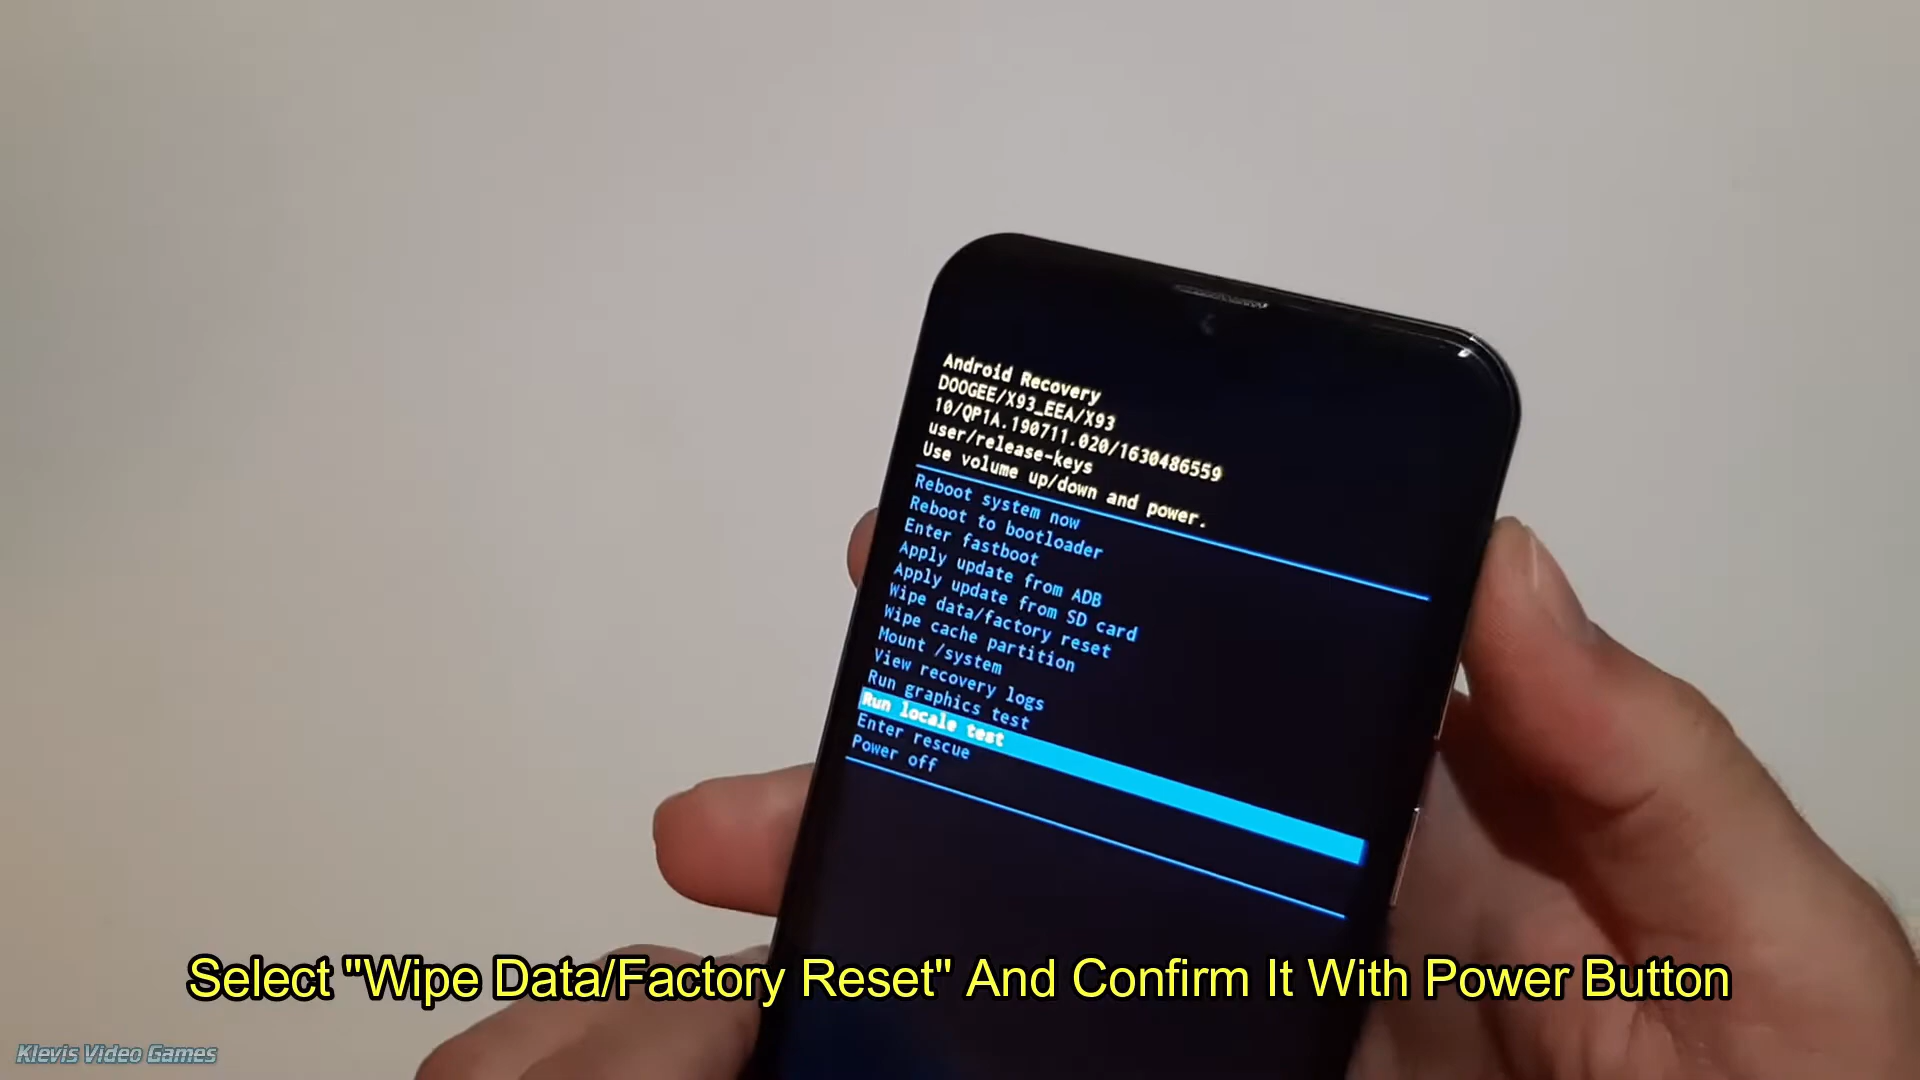 Android Recovery
DOOGEE/X93_EEA/X93
10/QP1A.190711.020/1630486559
user/release-keys
Use volume up/down and power.
Reboot system now
Reboot to bootloader
Enter fastboot
Apply update from ADB
Apply update from SD card
Wipe data/factory reset
Wipe cache partition
Mount /system
View recovery logs
Run graphics test
Run locale test
Enter rescue
Power off
Select "Wipe Data/Factory Reset" And Confirm It With Power Button
Klevis Video Games